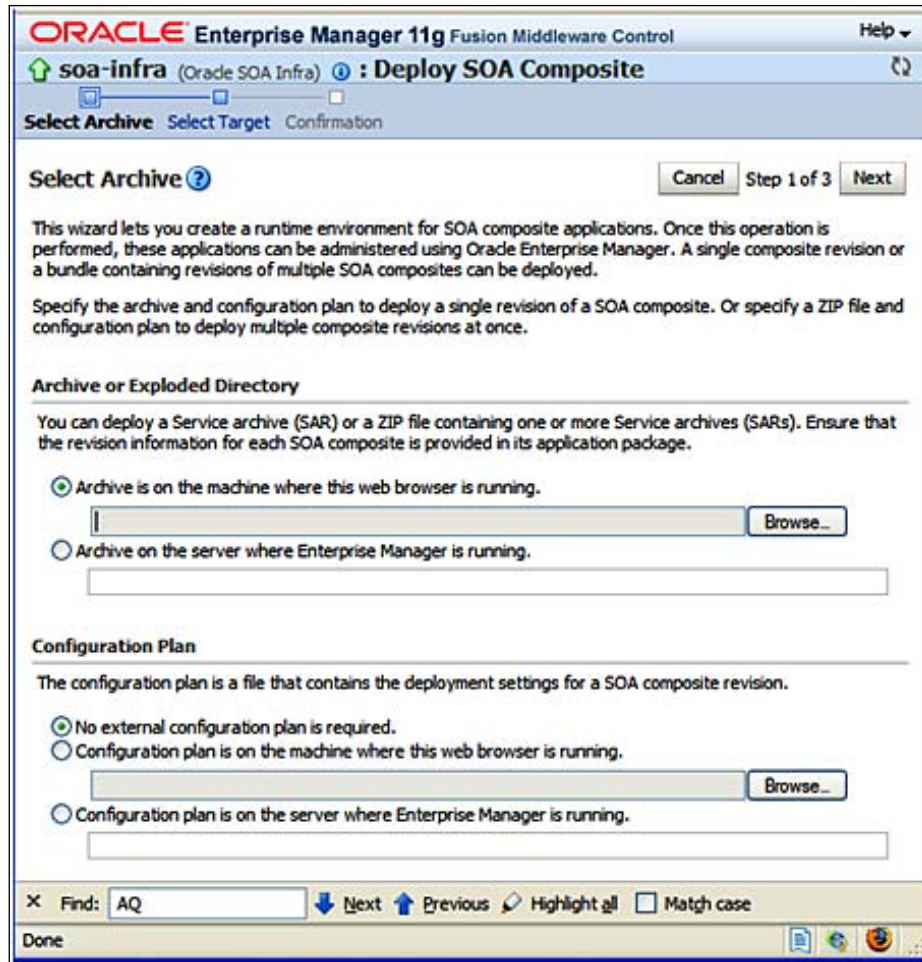 ORACLE Enterprise Manager 11g Fusion Middleware Control Help
soa-infra (Oracle SOA Infra) : Deploy SOA Composite
Select Archive Select Target Confirmation
Select Archive Cancel Step 1 of 3 Next
This wizard lets you create a runtime environment for SOA composite applications. Once this operation is
performed, these applications can be administered using Oracle Enterprise Manager. A single composite revision or
a bundle containing revisions of multiple SOA composites can be deployed.
Specify the archive and configuration plan to deploy a single revision of a SOA composite. Or specify a ZIP file and
configuration plan to deploy multiple composite revisions at once.
Archive or Exploded Directory
You can deploy a Service archive (SAR) or a ZIP file containing one or more Service archives (SARs). Ensure that
the revision information for each SOA composite is provided in its application package.
Archive is on the machine where this web browser is running.
Browse...
Archive on the server where Enterprise Manager is running.
Configuration Plan
The configuration plan is a file that contains the deployment settings for a SOA composite revision.
No external configuration plan is required.
Configuration plan is on the machine where this web browser is running.
Browse...
Configuration plan is on the server where Enterprise Manager is running.
Find: AQ Next Previous Highlight all Match case
Done